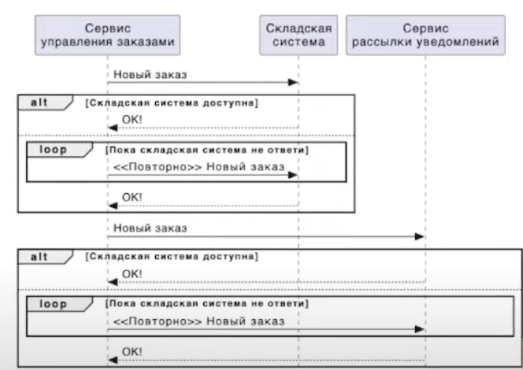 Сервис
управления заказами
Складская
система
Сервис
рассылки уведомлений
Новый заказ
alt
[Складская система доступна]
OK!
loop
[Пока складская система не ответи]
<<Повторно>> Новый заказ
OK!
Новый заказ
alt
[Складская система доступна]
OK!
loop
[Пока складская система не ответи]
<<Повторно>> Новый заказ
OK!